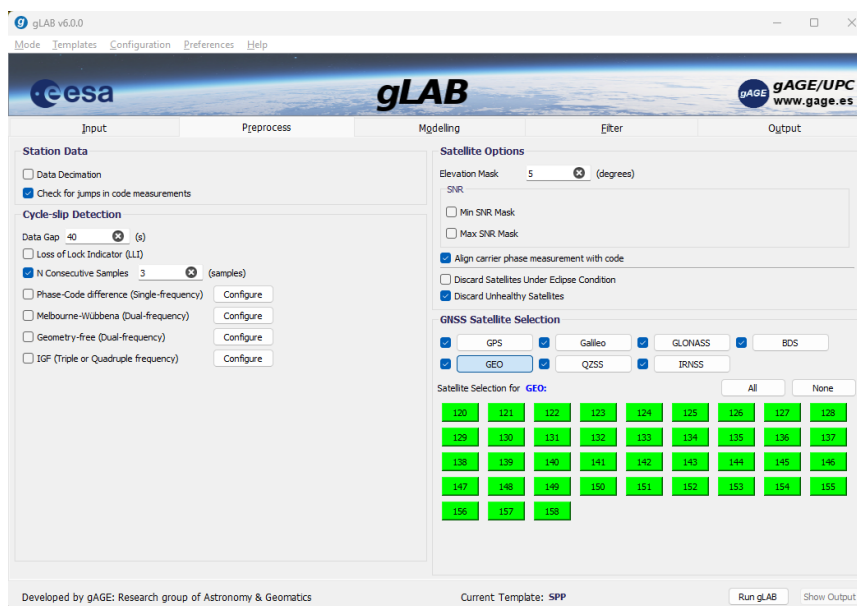 gLAB v6.0.0
Mode Templates Configuration Preferences Help
esa
gLAB
gAGE
gAGE/UPC
www.gage.es
Input Preprocess Modelling Filter Output
Station Data
Data Decimation
Check for jumps in code measurements
Cycle-slip Detection
Data Gap 40 (s)
Loss of Lock Indicator (LLI)
N Consecutive Samples 3 (samples)
Phase-Code difference (Single-frequency) Configure
Melbourne-Wübbena (Dual-frequency) Configure
Geometry-free (Dual-frequency) Configure
IGF (Triple or Quadruple frequency) Configure
Satellite Options
Elevation Mask 5 (degrees)
SNR
Min SNR Mask
Max SNR Mask
Align carrier phase measurement with code
Discard Satellites Under Eclipse Condition
Discard Unhealthy Satellites
GNSS Satellite Selection
GPS Galileo GLONASS BDS
GEO QZSS IRNSS
Satellite Selection for GEO: All None
120 121 122 123 124 125 126 127 128
129 130 131 132 133 134 135 136 137
138 139 140 141 142 143 144 145 146
147 148 149 150 151 152 153 154 155
156 157 158
Developed by gAGE: Research group of Astronomy & Geomatics Current Template: SPP Run gLAB Show Output